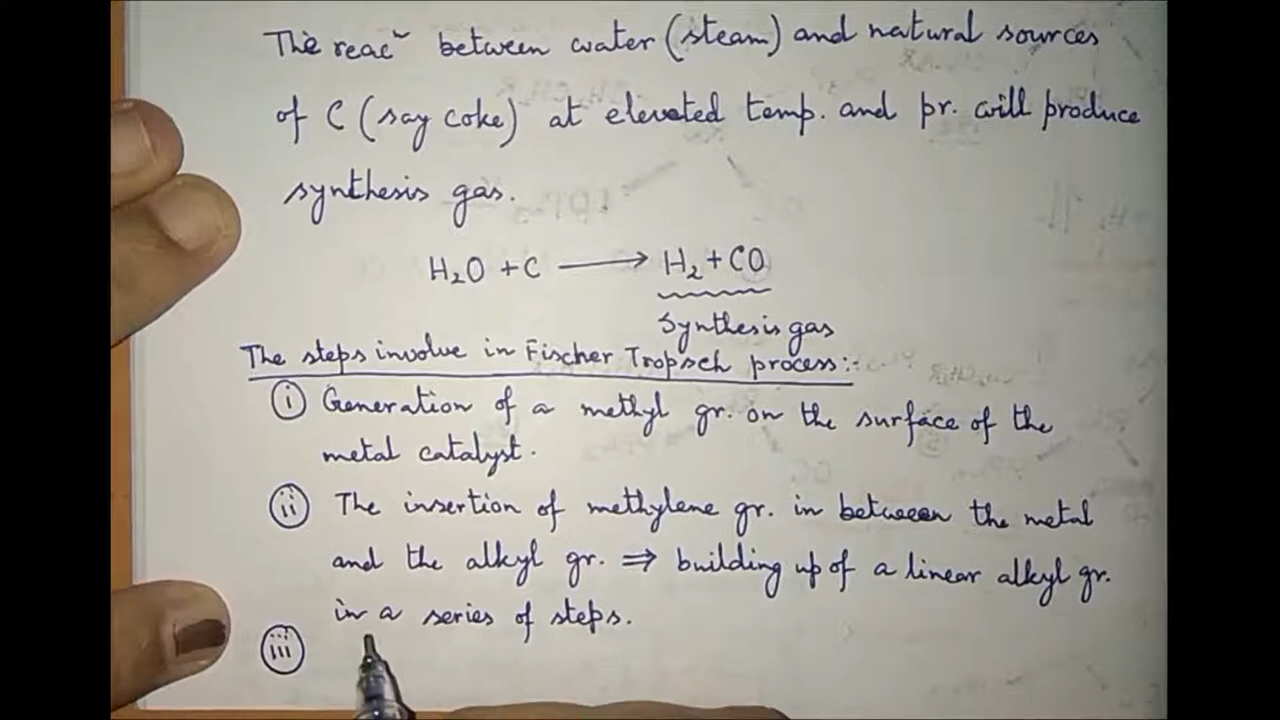 The reacⁿ between water (steam) and natural sources
of C (say coke) at elevated temp. and pr. will produce
synthesis gas.
H₂O + C ⟶ H₂ + CO
Synthesis gas
The steps involve in Fischer Tropsch process:-
(i) Generation of a methyl gr. on the surface of the
metal catalyst.
(ii) The insertion of methylene gr. in between the metal
and the alkyl gr. ⇒ building up of a linear alkyl gr.
in a series of steps.
(iii)